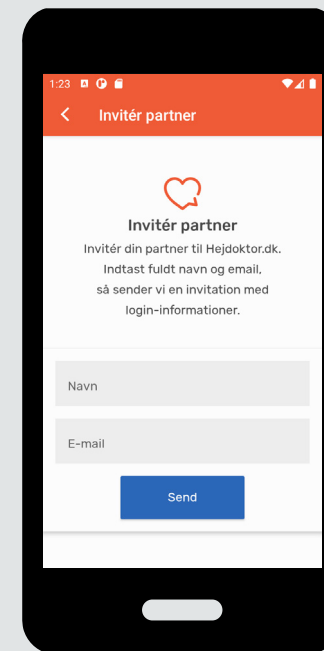 1:23
Invitér partner
Invitér partner
Invitér din partner til Hejdoktor.dk.
Indtast fuldt navn og email,
så sender vi en invitation med
login-informationer.
Navn
E-mail
Send